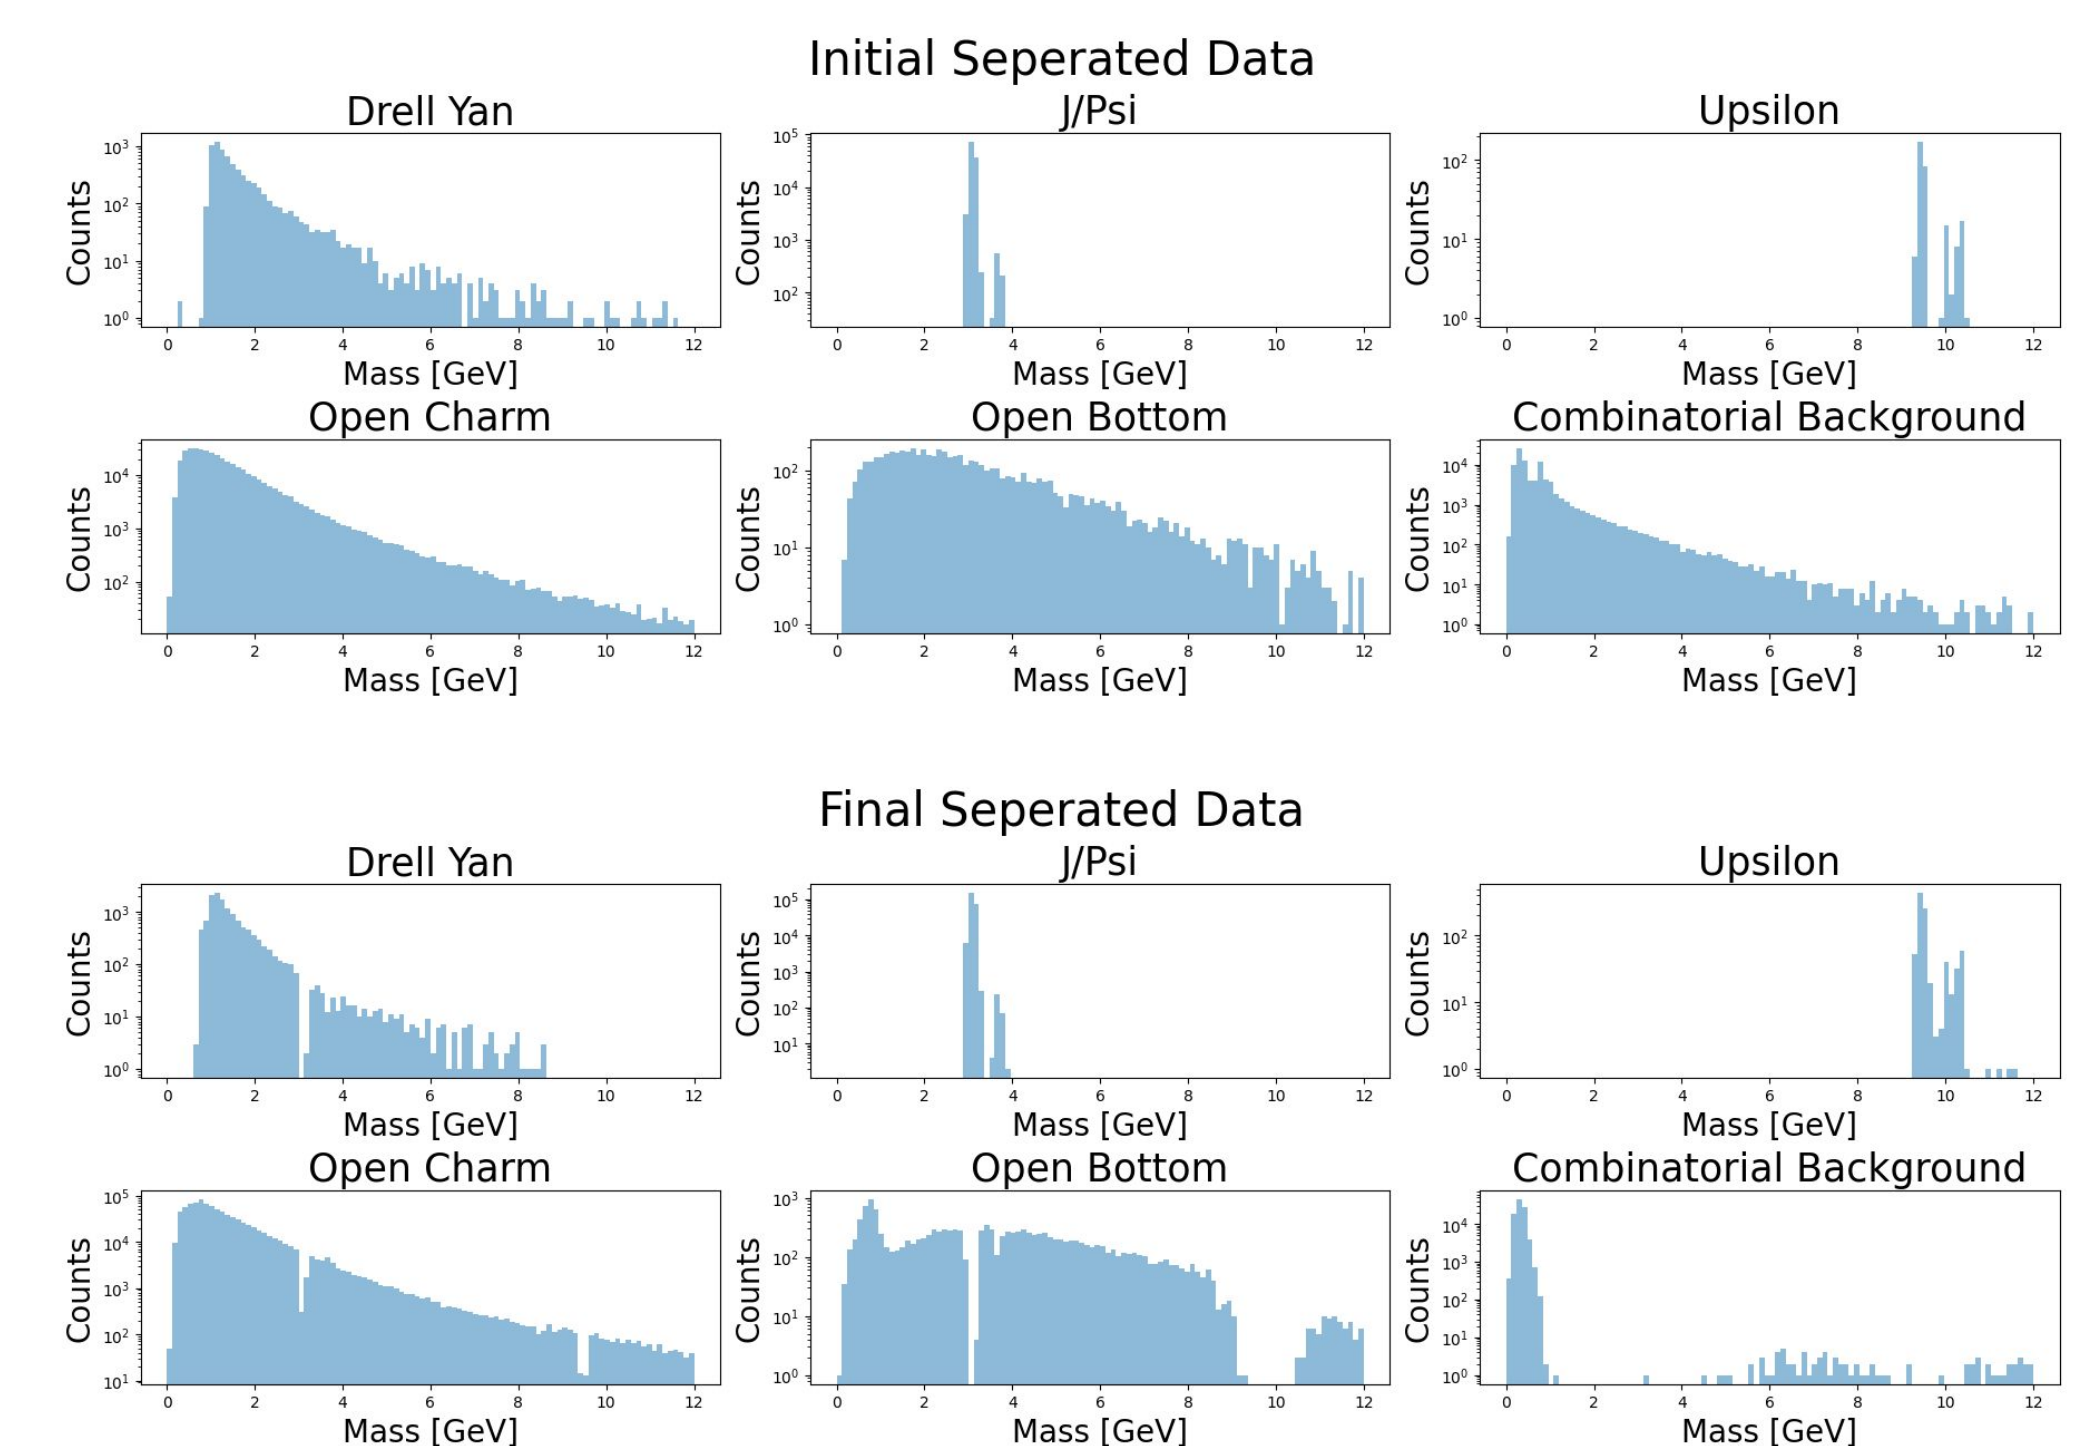 Initial Seperated Data
Drell Yan J/Psi Upsilon
10³ 10² 10¹ 10⁰
Counts
0 2 4 6 8 10 12
Mass [GeV]
10⁵ 10⁴ 10³ 10²
Counts
0 2 4 6 8 10 12
Mass [GeV]
10² 10¹ 10⁰
Counts
0 2 4 6 8 10 12
Mass [GeV]
Open Charm Open Bottom Combinatorial Background
10⁴ 10³ 10²
Counts
0 2 4 6 8 10 12
Mass [GeV]
10² 10¹ 10⁰
Counts
0 2 4 6 8 10 12
Mass [GeV]
10⁴ 10³ 10² 10¹ 10⁰
Counts
0 2 4 6 8 10 12
Mass [GeV]
Final Seperated Data
Drell Yan J/Psi Upsilon
10³ 10² 10¹ 10⁰
Counts
0 2 4 6 8 10 12
Mass [GeV]
10⁵ 10⁴ 10³ 10² 10¹
Counts
0 2 4 6 8 10 12
Mass [GeV]
10² 10¹ 10⁰
Counts
0 2 4 6 8 10 12
Mass [GeV]
Open Charm Open Bottom Combinatorial Background
10⁵ 10⁴ 10³ 10² 10¹
Counts
0 2 4 6 8 10 12
Mass [GeV]
10³ 10² 10¹ 10⁰
Counts
0 2 4 6 8 10 12
Mass [GeV]
10⁴ 10³ 10² 10¹ 10⁰
Counts
0 2 4 6 8 10 12
Mass [GeV]